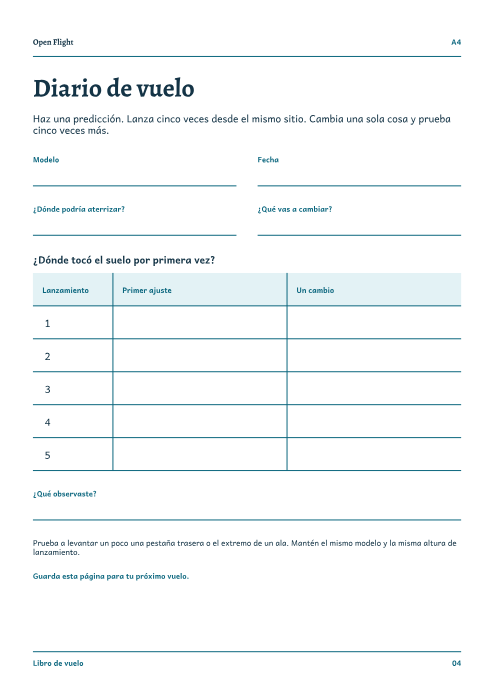 Open Flight
A4
Diario de vuelo
Haz una predicción. Lanza cinco veces desde el mismo sitio. Cambia una sola cosa y prueba
cinco veces más.
Modelo
Fecha
¿Dónde podría aterrizar?
¿Qué vas a cambiar?
¿Dónde tocó el suelo por primera vez?
Lanzamiento
Primer ajuste
Un cambio
1
2
3
4
5
¿Qué observaste?
Prueba a levantar un poco una pestaña trasera o el extremo de un ala. Mantén el mismo modelo y la misma altura de
lanzamiento.
Guarda esta página para tu próximo vuelo.
Libro de vuelo
04